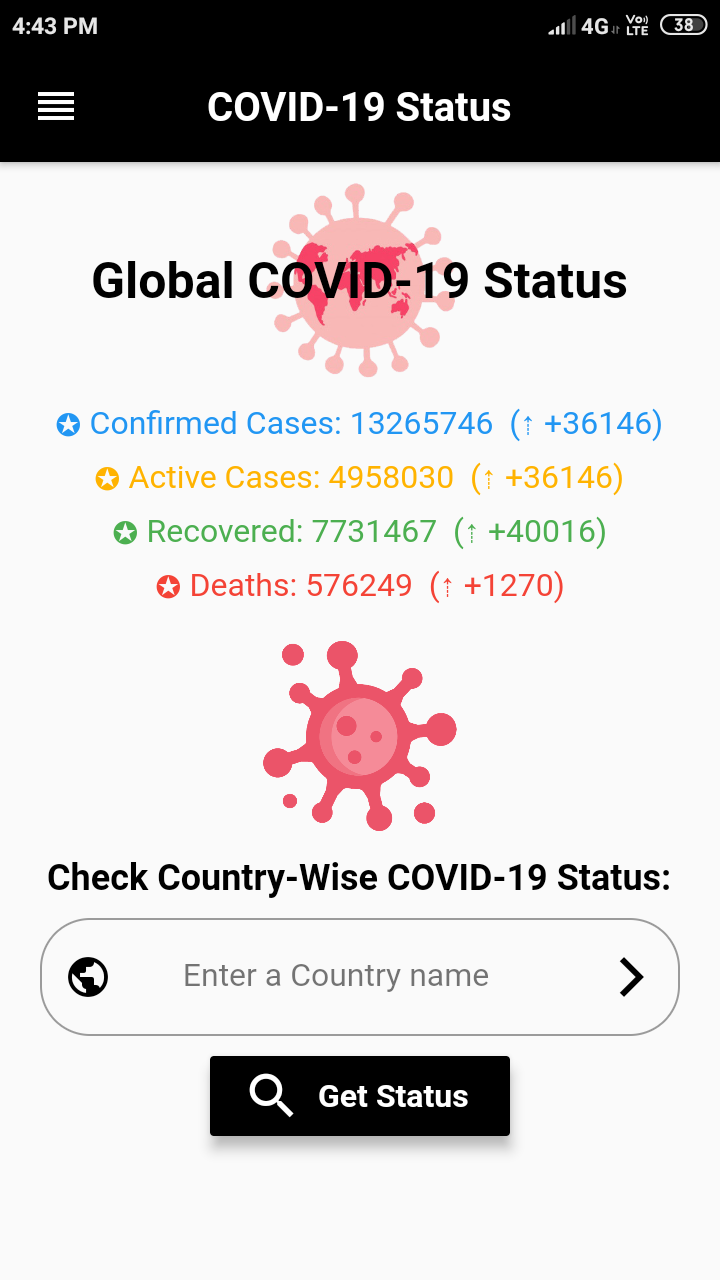 4:43 PM 4G Vo) LTE 38
COVID-19 Status
Global COVID-19 Status
✪ Confirmed Cases: 13265746 (⇡ +36146)
✪ Active Cases: 4958030 (⇡ +36146)
✪ Recovered: 7731467 (⇡ +40016)
✪ Deaths: 576249 (⇡ +1270)
Check Country-Wise COVID-19 Status:
Enter a Country name
Get Status